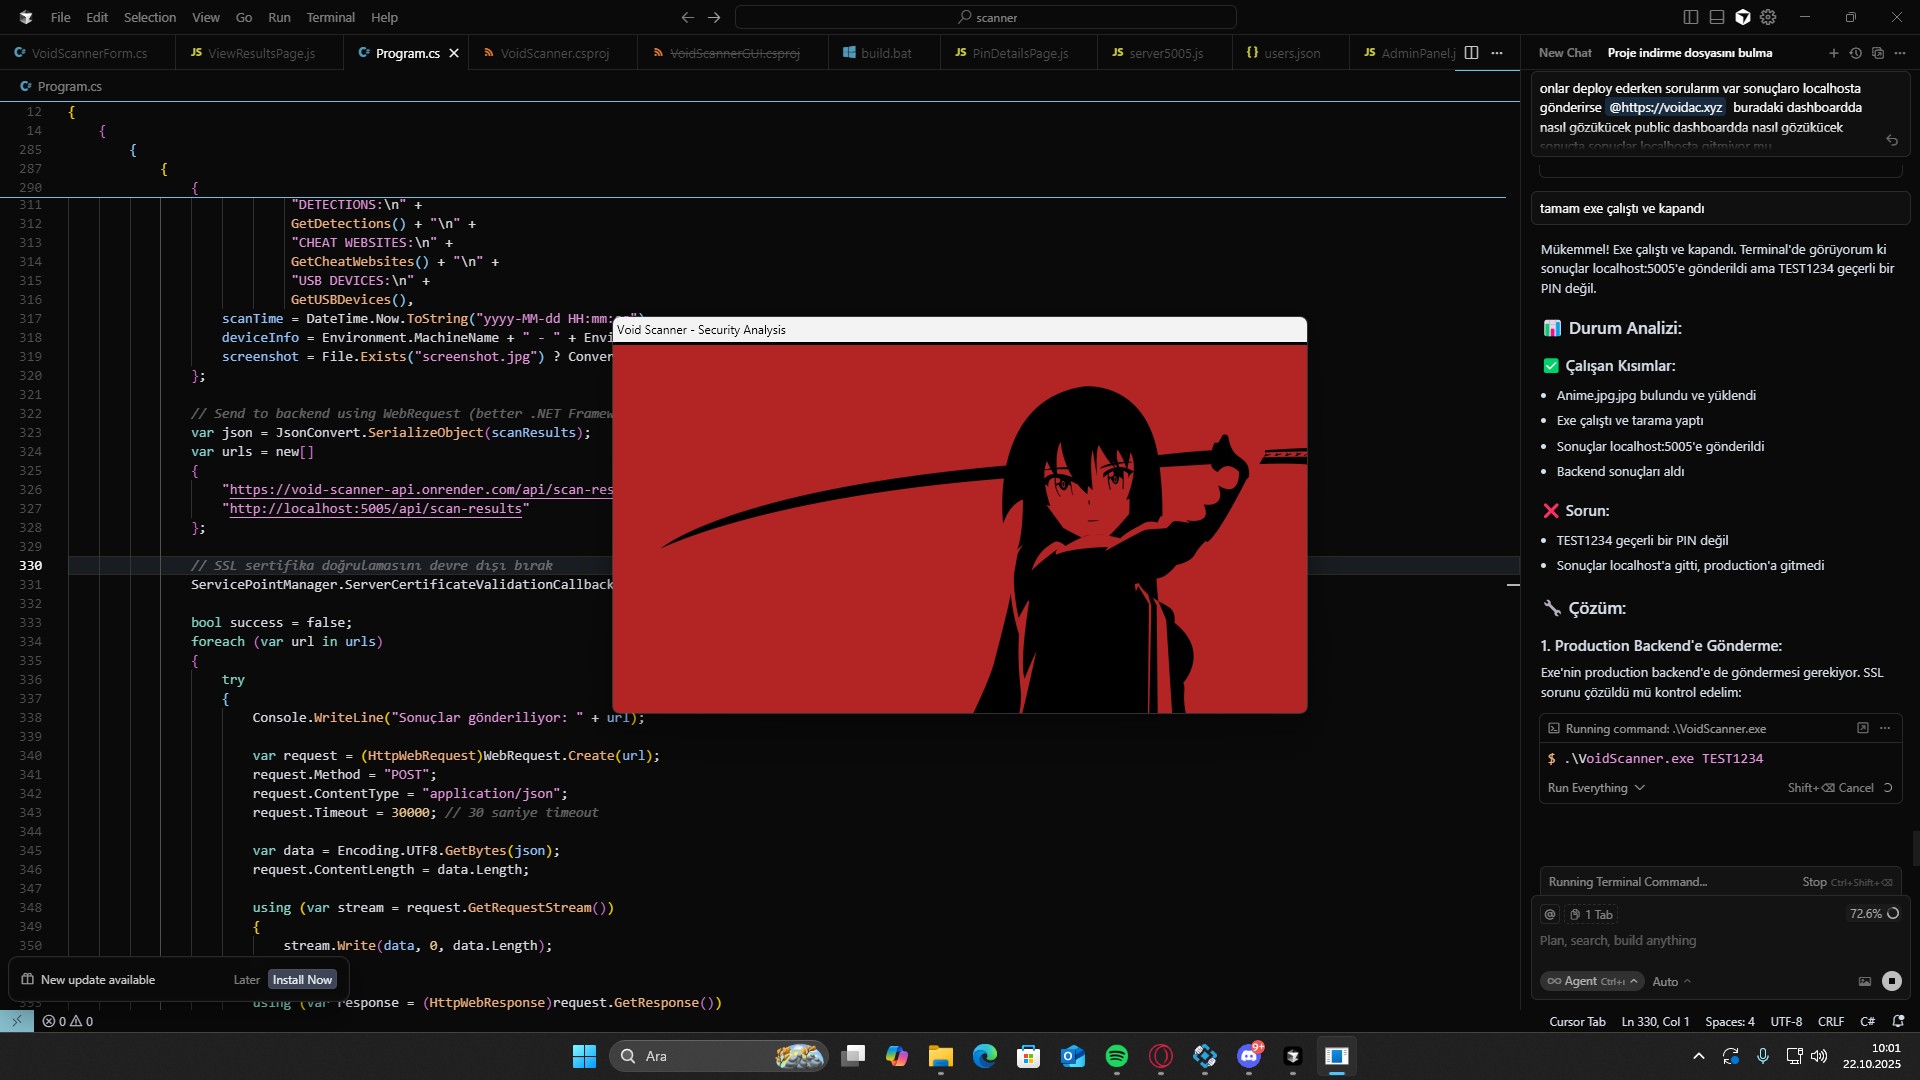 File Edit Selection View Go Run Terminal Help
scanner
VoidScannerForm.cs
JS ViewResultsPage.js
Program.cs
VoidScanner.csproj
VoidScannerGUI.csproj
build.bat
JS PinDetailsPage.js
JS server5005.js
{} users.json
JS AdminPanel.j
Program.cs
12 {
14 {
285 {
287 {
290 {
311 "DETECTIONS:\n" +
312 GetDetections() + "\n" +
313 "CHEAT WEBSITES:\n" +
314 GetCheatWebsites() + "\n" +
315 "USB DEVICES:\n" +
316 GetUSBDevices(),
317 scanTime = DateTime.Now.ToString("yyyy-MM-dd HH:mm:
318 deviceInfo = Environment.MachineName + " - " + Envi
319 screenshot = File.Exists("screenshot.jpg") ? Conver
320 };
321
322 // Send to backend using WebRequest (better .NET Framew
323 var json = JsonConvert.SerializeObject(scanResults);
324 var urls = new[]
325 {
326 "https://void-scanner-api.onrender.com/api/scan-res
327 "http://localhost:5005/api/scan-results"
328 };
329
330 // SSL sertifika doğrulamasını devre dışı bırak
331 ServicePointManager.ServerCertificateValidationCallback
332
333 bool success = false;
334 foreach (var url in urls)
335 {
336 try
337 {
338 Console.WriteLine("Sonuçlar gönderiliyor: " + url);
339
340 var request = (HttpWebRequest)WebRequest.Create(url);
341 request.Method = "POST";
342 request.ContentType = "application/json";
343 request.Timeout = 30000; // 30 saniye timeout
344
345 var data = Encoding.UTF8.GetBytes(json);
346 request.ContentLength = data.Length;
347
348 using (var stream = request.GetRequestStream())
349 {
350 stream.Write(data, 0, data.Length);
using (var response = (HttpWebResponse)request.GetResponse())
Void Scanner - Security Analysis
New update available
Later Install Now
New Chat Proje indirme dosyasını bulma
onlar deploy ederken sorularım var sonuçlaro localhosta
gönderirse @https://voidac.xyz buradaki dashboardda
nasıl gözükücek public dashboardda nasıl gözükücek
sonuçta sonuçlar localhosta gitmiyor mu
tamam exe çalıştı ve kapandı
Mükemmel! Exe çalıştı ve kapandı. Terminal'de görüyorum ki
sonuçlar localhost:5005'e gönderildi ama TEST1234 geçerli bir
PIN değil.
📊 Durum Analizi:
✅ Çalışan Kısımlar:
• Anime.jpg.jpg bulundu ve yüklendi
• Exe çalıştı ve tarama yaptı
• Sonuçlar localhost:5005'e gönderildi
• Backend sonuçları aldı
❌ Sorun:
• TEST1234 geçerli bir PIN değil
• Sonuçlar localhost'a gitti, production'a gitmedi
🔧 Çözüm:
1. Production Backend'e Gönderme:
Exe'nin production backend'e de göndermesi gerekiyor. SSL
sorunu çözüldü mü kontrol edelim:
Running command: .\VoidScanner.exe
$ .\VoidScanner.exe TEST1234
Run Everything Shift+⌫ Cancel
Running Terminal Command... Stop Ctrl+Shift+⌫
@ 1 Tab 72.6%
Plan, search, build anything
∞ Agent Ctrl+I Auto
0 0
Cursor Tab Ln 330, Col 1 Spaces: 4 UTF-8 CRLF C#
Ara
9+
10:01
22.10.2025